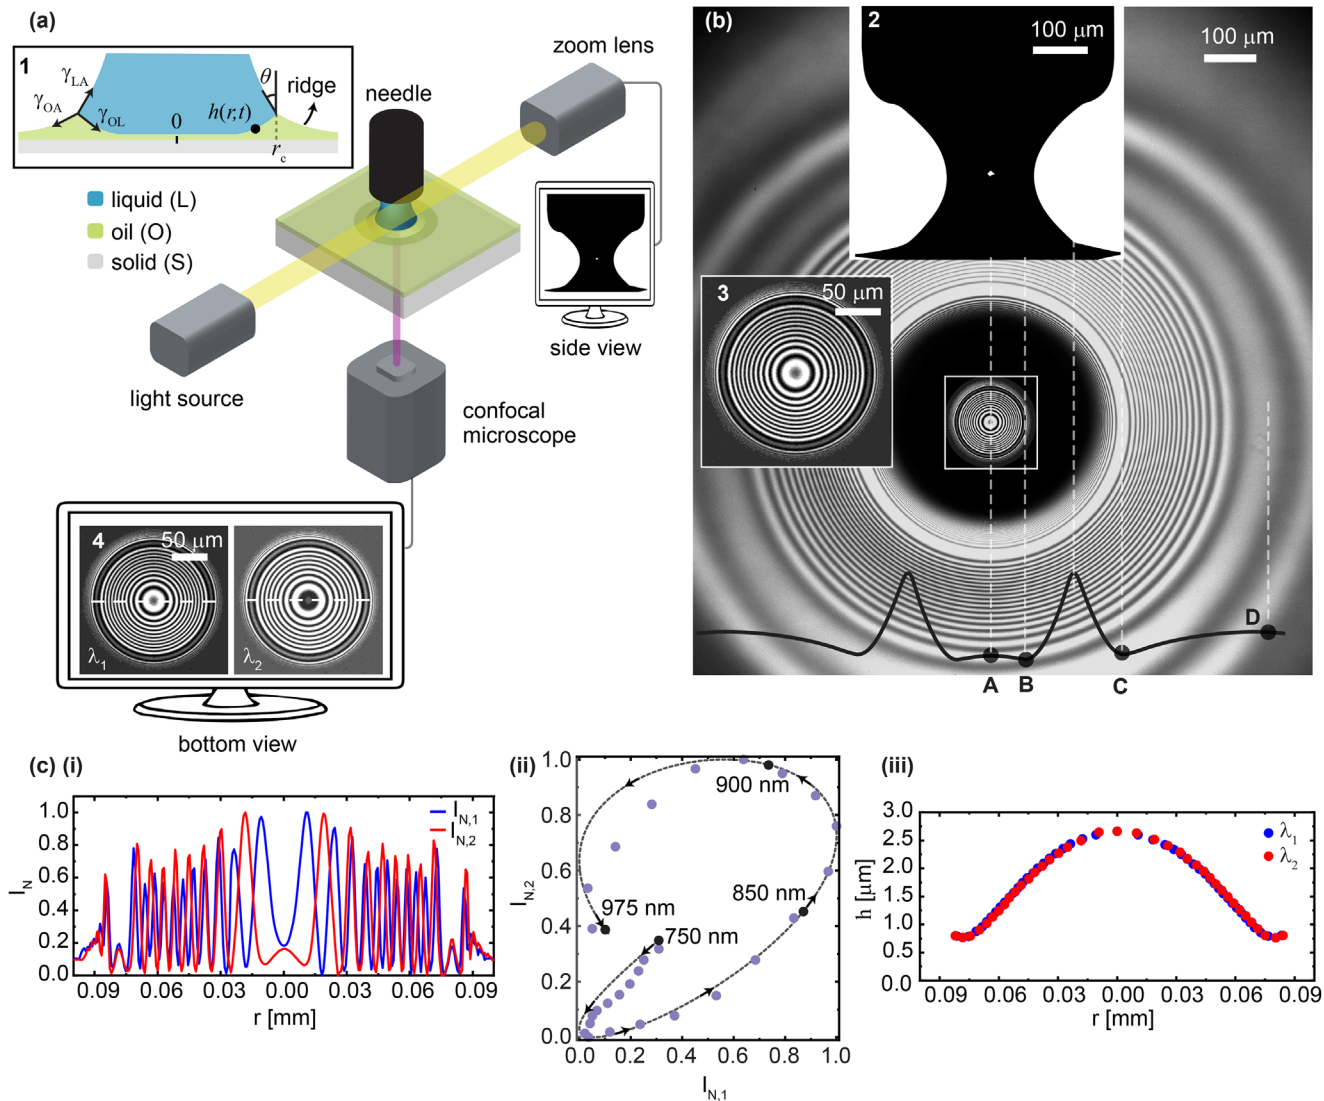 (a)
1
γLA
γOA
γOL
0
h(r,t)
θ
ridge
rc
liquid (L)
oil (O)
solid (S)
needle
zoom lens
side view
light source
confocal
microscope
4
50 μm
λ1
λ2
bottom view
(b)
2
100 μm
100 μm
3
50 μm
A
B
C
D
(c) (i)
IN
1.0
0.8
0.6
0.4
0.2
0.0
0.09
0.06
0.03
0.00
0.03
0.06
0.09
r [mm]
IN,1
IN,2
(ii)
IN,2
1.0
0.8
0.6
0.4
0.2
0.0
0.0
0.2
0.4
0.6
0.8
1.0
IN,1
900 nm
850 nm
975 nm
750 nm
(iii)
h [μm]
3.0
2.5
2.0
1.5
1.0
0.5
0.0
0.09
0.06
0.03
0.00
0.03
0.06
0.09
r [mm]
λ1
λ2